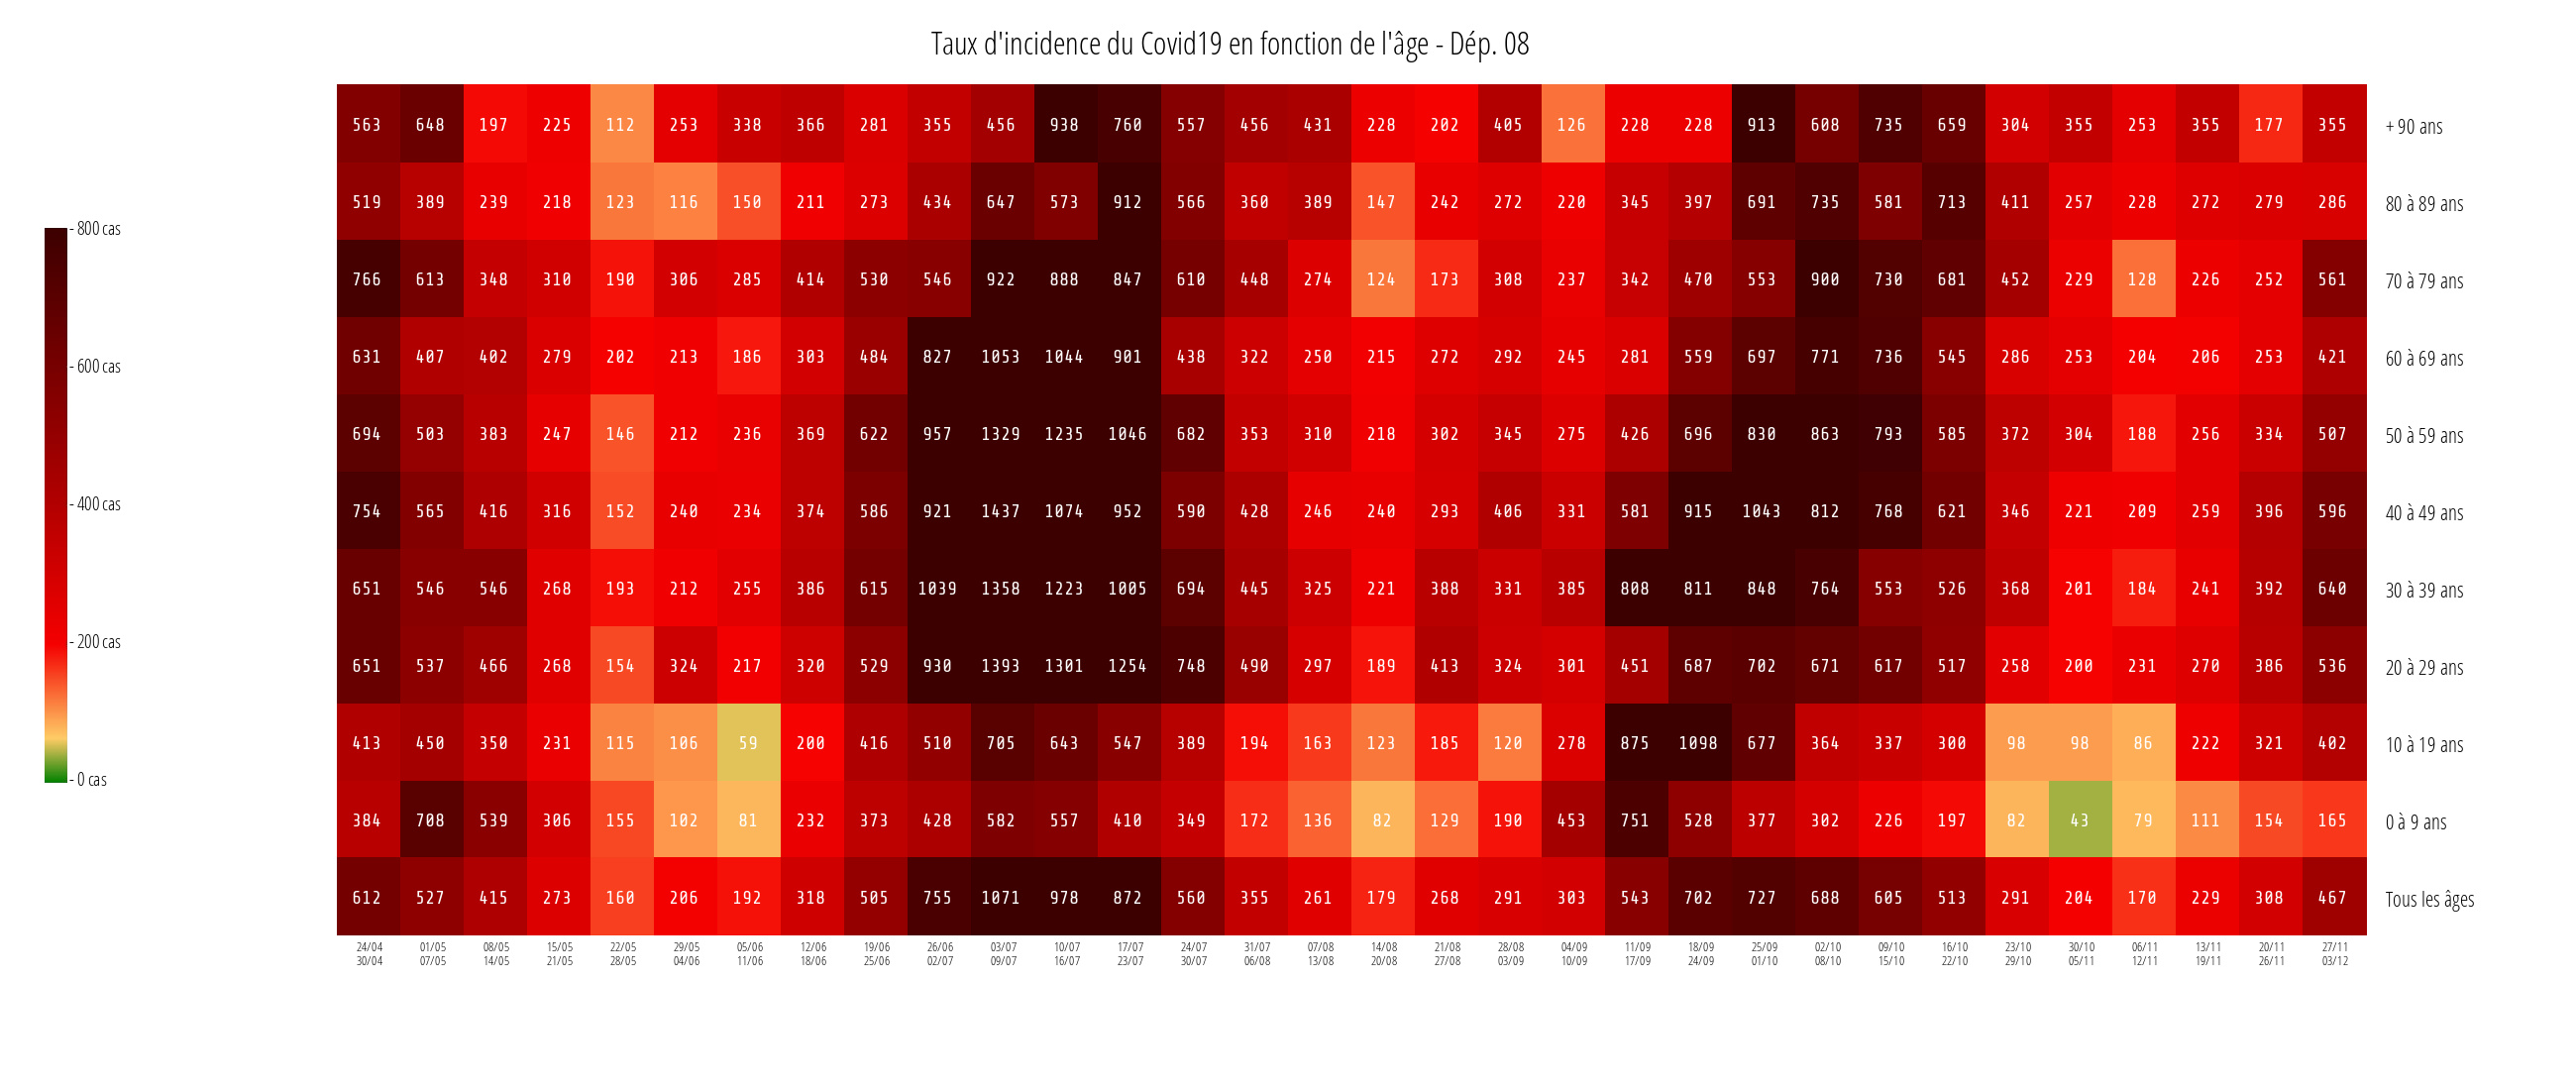 Taux d'incidence du Covid19 en fonction de l'âge - Dép. 08
- 800 cas
- 600 cas
- 400 cas
- 200 cas
- 0 cas
563 648 197 225 112 253 338 366 281 355 456 938 760 557 456 431 228 202 405 126 228 228 913 608 735 659 304 355 253 355 177 355 + 90 ans
519 389 239 218 123 116 150 211 273 434 647 573 912 566 360 389 147 242 272 220 345 397 691 735 581 713 411 257 228 272 279 286 80 à 89 ans
766 613 348 310 190 306 285 414 530 546 922 888 847 610 448 274 124 173 308 237 342 470 553 900 730 681 452 229 128 226 252 561 70 à 79 ans
631 407 402 279 202 213 186 303 484 827 1053 1044 901 438 322 250 215 272 292 245 281 559 697 771 736 545 286 253 204 206 253 421 60 à 69 ans
694 503 383 247 146 212 236 369 622 957 1329 1235 1046 682 353 310 218 302 345 275 426 696 830 863 793 585 372 304 188 256 334 507 50 à 59 ans
754 565 416 316 152 240 234 374 586 921 1437 1074 952 590 428 246 240 293 406 331 581 915 1043 812 768 621 346 221 209 259 396 596 40 à 49 ans
651 546 546 268 193 212 255 386 615 1039 1358 1223 1005 694 445 325 221 388 331 385 808 811 848 764 553 526 368 201 184 241 392 640 30 à 39 ans
651 537 466 268 154 324 217 320 529 930 1393 1301 1254 748 490 297 189 413 324 301 451 687 702 671 617 517 258 200 231 270 386 536 20 à 29 ans
413 450 350 231 115 106 59 200 416 510 705 643 547 389 194 163 123 185 120 278 875 1098 677 364 337 300 98 98 86 222 321 402 10 à 19 ans
384 708 539 306 155 102 81 232 373 428 582 557 410 349 172 136 82 129 190 453 751 528 377 302 226 197 82 43 79 111 154 165 0 à 9 ans
612 527 415 273 160 206 192 318 505 755 1071 978 872 560 355 261 179 268 291 303 543 702 727 688 605 513 291 204 170 229 308 467 Tous les âges
24/04 01/05 08/05 15/05 22/05 29/05 05/06 12/06 19/06 26/06 03/07 10/07 17/07 24/07 31/07 07/08 14/08 21/08 28/08 04/09 11/09 18/09 25/09 02/10 09/10 16/10 23/10 30/10 06/11 13/11 20/11 27/11
30/04 07/05 14/05 21/05 28/05 04/06 11/06 18/06 25/06 02/07 09/07 16/07 23/07 30/07 06/08 13/08 20/08 27/08 03/09 10/09 17/09 24/09 01/10 08/10 15/10 22/10 29/10 05/11 12/11 19/11 26/11 03/12